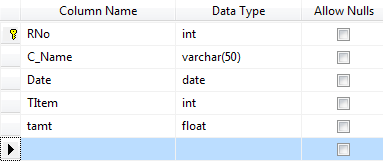 Column Name Data Type Allow Nulls
RNo int
C_Name varchar(50)
Date date
TItem int
tamt float